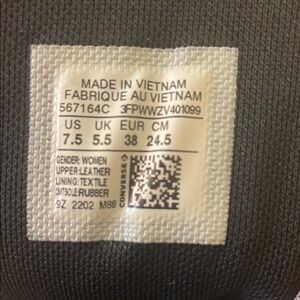 MADE IN VIETNAM
FABRIQUE AU VIETNAM
567164C 3FPWWZV401099
US UK EUR CM
7.5 5.5 38 24.5
GENDER: WOMEN
UPPER:LEATHER
LINING: TEXTILE
OUTSOLE:RUBBER
9Z 2202 M88
CONVERSE